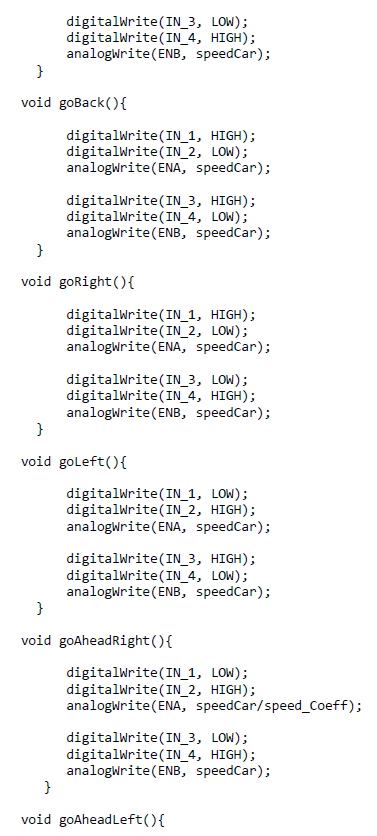 digitalWrite(IN_3, LOW);
digitalWrite(IN_4, HIGH);
analogWrite(ENB, speedCar);
}
void goBack(){
digitalWrite(IN_1, HIGH);
digitalWrite(IN_2, LOW);
analogWrite(ENA, speedCar);
digitalWrite(IN_3, HIGH);
digitalWrite(IN_4, LOW);
analogWrite(ENB, speedCar);
}
void goRight(){
digitalWrite(IN_1, HIGH);
digitalWrite(IN_2, LOW);
analogWrite(ENA, speedCar);
digitalWrite(IN_3, LOW);
digitalWrite(IN_4, HIGH);
analogWrite(ENB, speedCar);
}
void goLeft(){
digitalWrite(IN_1, LOW);
digitalWrite(IN_2, HIGH);
analogWrite(ENA, speedCar);
digitalWrite(IN_3, HIGH);
digitalWrite(IN_4, LOW);
analogWrite(ENB, speedCar);
}
void goAheadRight(){
digitalWrite(IN_1, LOW);
digitalWrite(IN_2, HIGH);
analogWrite(ENA, speedCar/speed_Coeff);
digitalWrite(IN_3, LOW);
digitalWrite(IN_4, HIGH);
analogWrite(ENB, speedCar);
}
void goAheadLeft(){